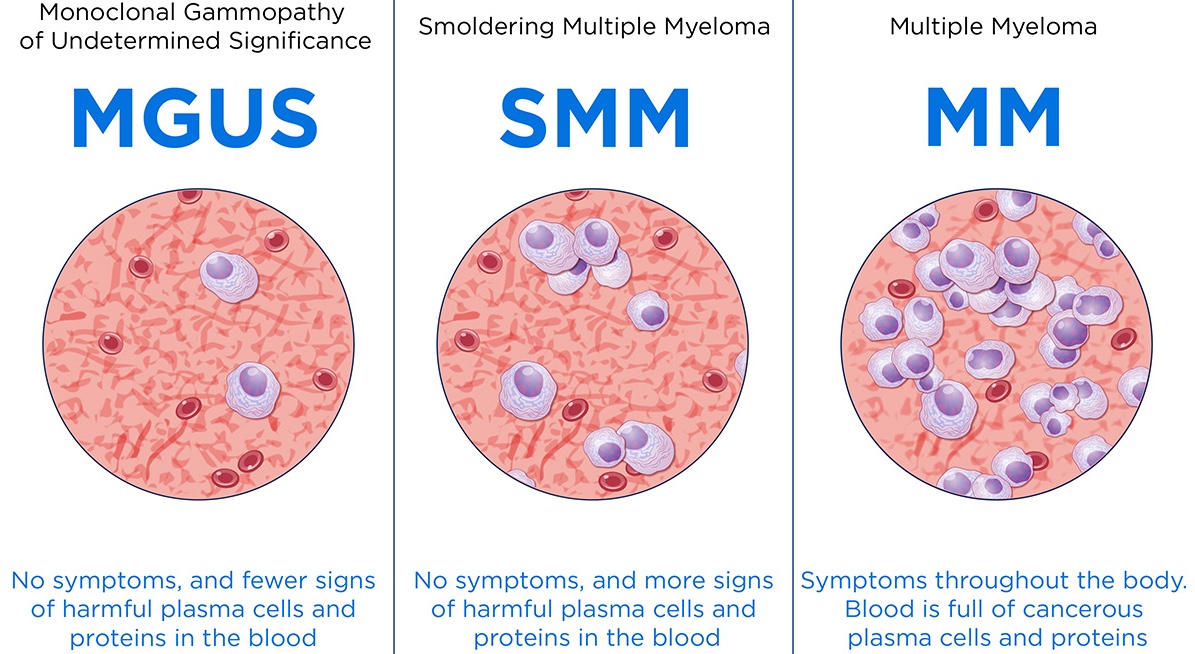 Monoclonal Gammopathy
of Undetermined Significance
MGUS
No symptoms, and fewer signs
of harmful plasma cells and
proteins in the blood
Smoldering Multiple Myeloma
SMM
No symptoms, and more signs
of harmful plasma cells and
proteins in the blood
Multiple Myeloma
MM
Symptoms throughout the body.
Blood is full of cancerous
plasma cells and proteins